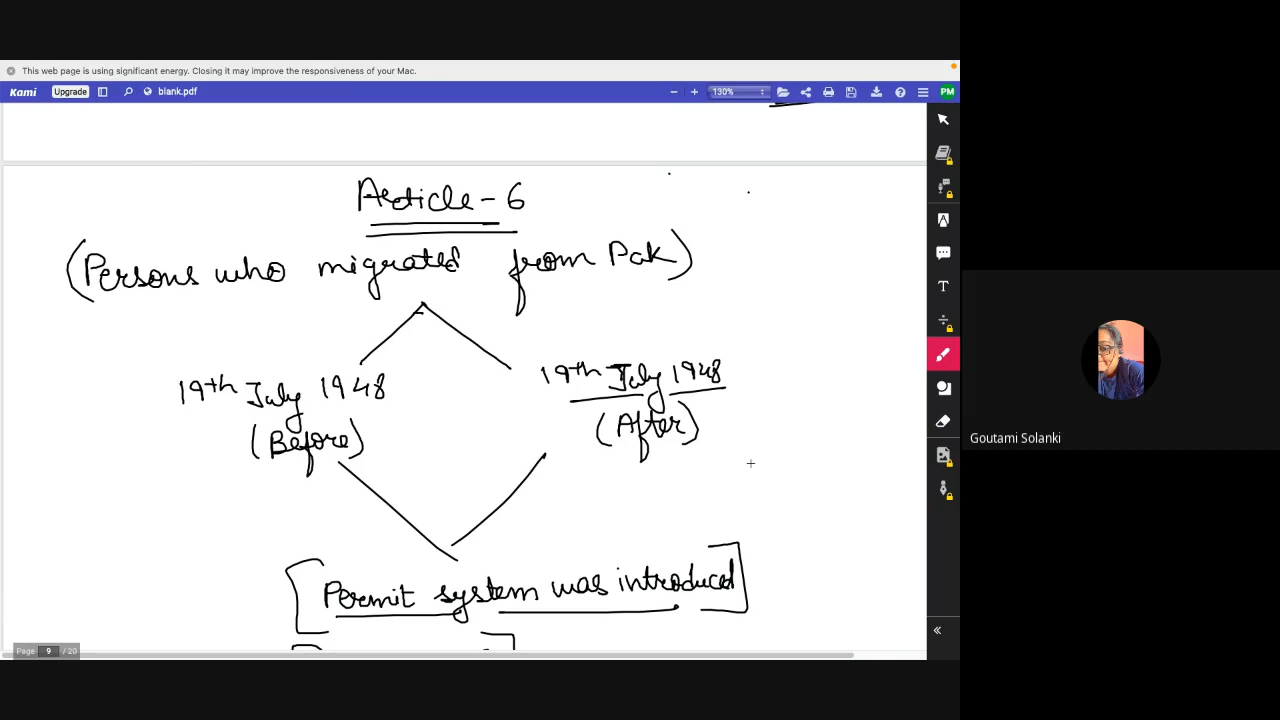 This web page is using significant energy. Closing it may improve the responsiveness of your Mac.
Kami Upgrade blank.pdf 130% PM
Article - 6
(Persons who migrated from Pak)
19th July 1948 19th July 1948
(Before) (After)
[Permit system was introduced]
Goutami Solanki
Page 9 / 20